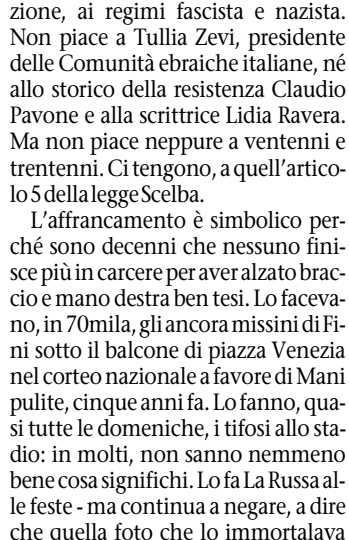 zione, ai regimi fascista e nazista.
Non piace a Tullia Zevi, presidente
delle Comunità ebraiche italiane, né
allo storico della resistenza Claudio
Pavone e alla scrittrice Lidia Ravera.
Ma non piace neppure a ventenni e
trentenni. Ci tengono, a quell'artico-
lo 5 della legge Scelba.
L'affrancamento è simbolico per-
ché sono decenni che nessuno fini-
sce più in carcere per aver alzato brac-
cio e mano destra ben tesi. Lo faceva-
no, in 70mila, gli ancora missini di Fi-
ni sotto il balcone di piazza Venezia
nel corteo nazionale a favore di Mani
pulite, cinque anni fa. Lo fanno, qua-
si tutte le domeniche, i tifosi allo sta-
dio: in molti, non sanno nemmeno
bene cosa significhi. Lo fa La Russa al-
le feste - ma continua a negare, a dire
che quella foto che lo immortalava